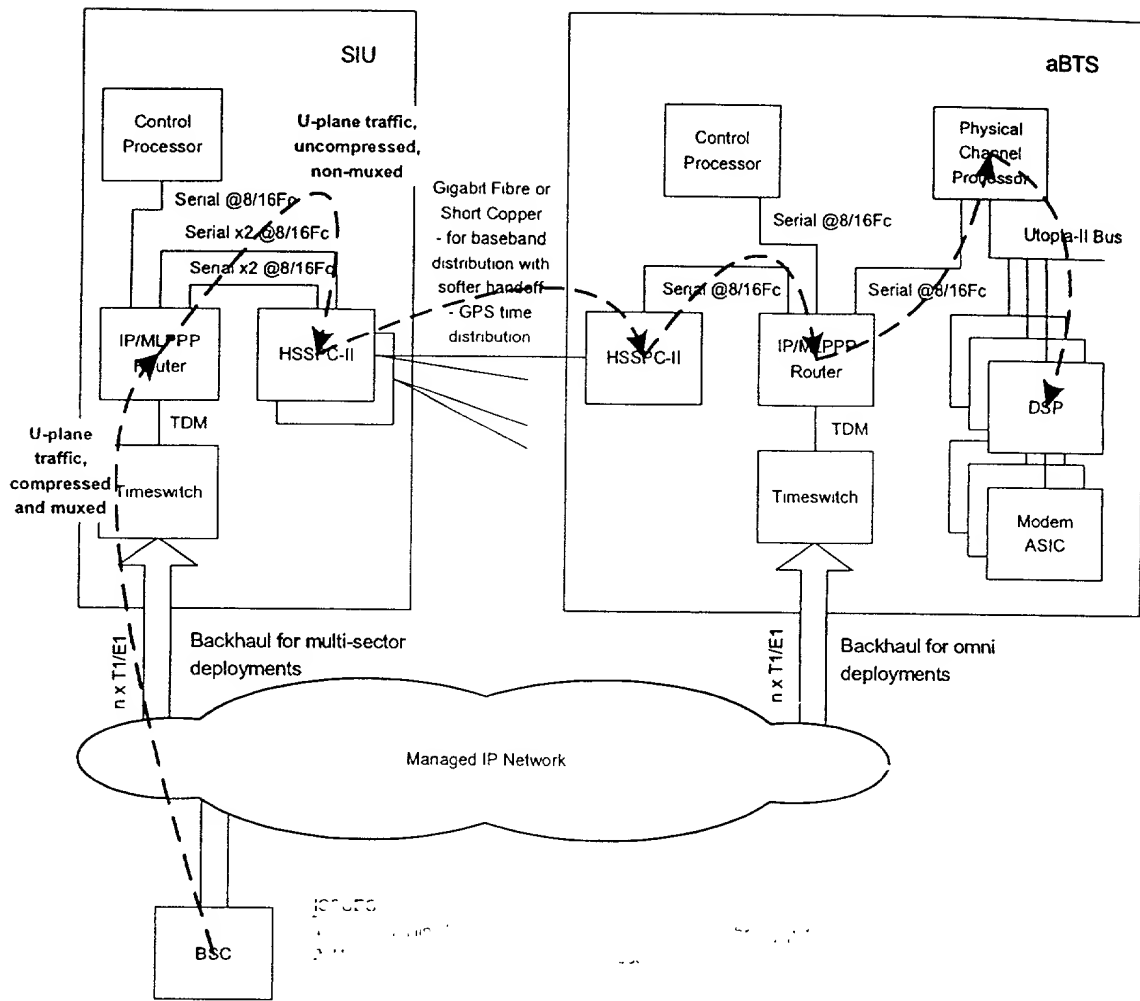 SIU
aBTS
Control
Processor
U-plane traffic,
uncompressed,
non-muxed
Serial @8/16Fc
Serial x2 @8/16Fc
Serial x2 @8/16Fc
IP/MLPPP
Router
HSSPC-II
TDM
U-plane
traffic,
compressed
and muxed
Timeswitch
Gigabit Fibre or
Short Copper
- for baseband
distribution with
softer handoff
- GPS time
distribution
Control
Processor
Physical
Channel
Processor
Serial @8/16Fc
Utopia-II Bus
Serial @8/16Fc
Serial @8/16Fc
HSSPC-II
IP/MLPPP
Router
DSP
TDM
Timeswitch
Modem
ASIC
n x T1/E1
Backhaul for multi-sector
deployments
n x T1/E1
Backhaul for omni
deployments
Managed IP Network
BSC